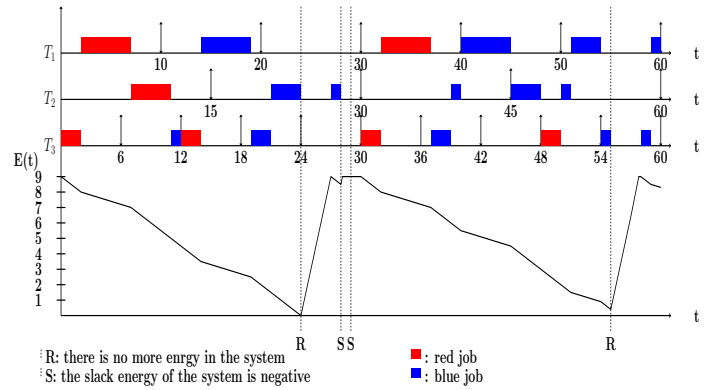 T1 10 20 30 40 50 60 t
T2 15 30 45 60 t
T3 6 12 18 24 30 36 42 48 54 60 t
E(t)
9
8
7
6
5
4
3
2
1
t
R S S R
R: there is no more enrgy in the system
S: the slack energy of the system is negative
: red job
: blue job